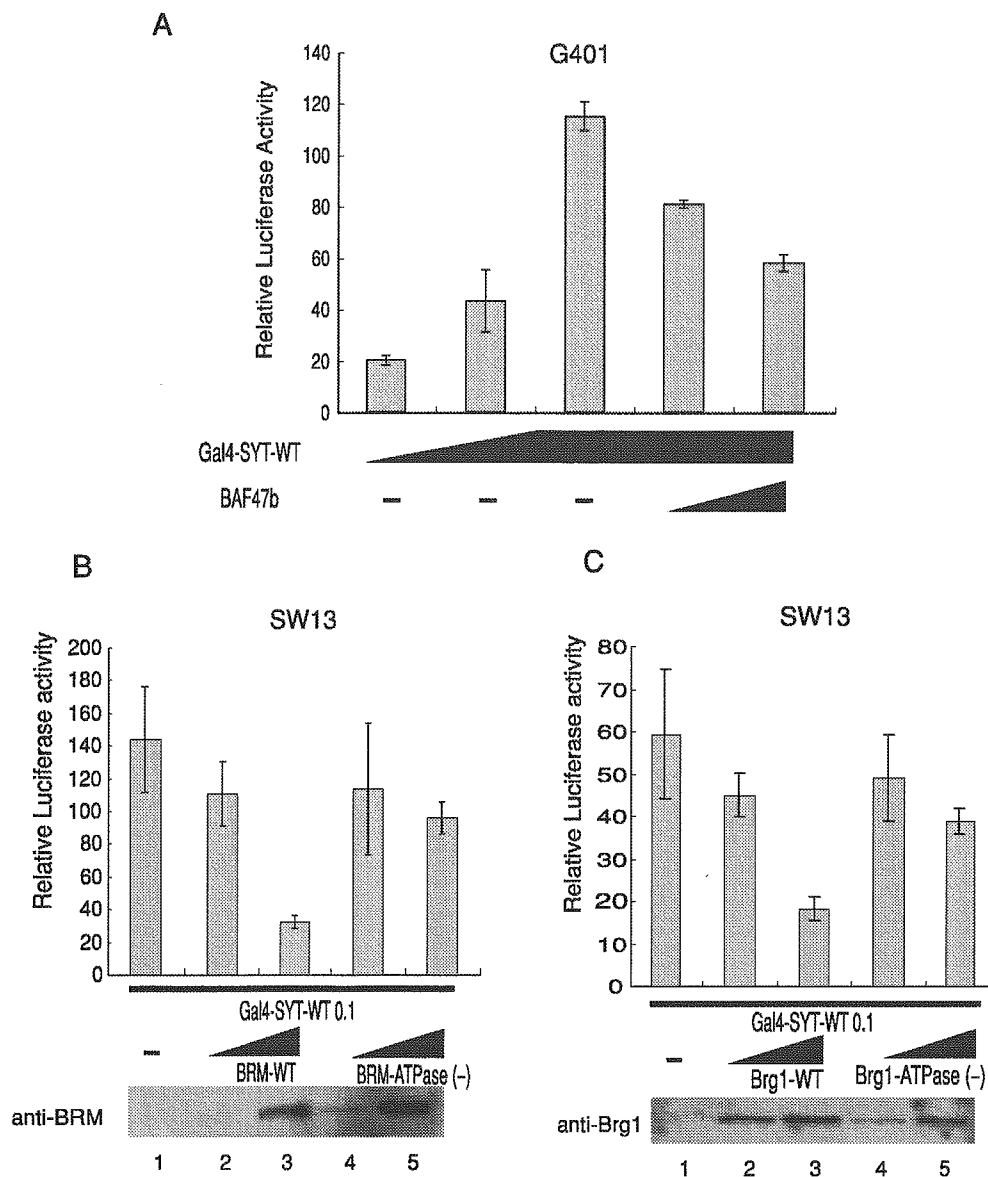 A
G401
Relative Luciferase Activity
140
120
100
80
60
40
20
0
Gal4-SYT-WT
BAF47b
– – –
B
SW13
Relative Luciferase activity
200
180
160
140
120
100
80
60
40
20
0
Gal4-SYT-WT 0.1
–
BRM-WT
BRM-ATPase (–)
anti-BRM
1 2 3 4 5
C
SW13
Relative Luciferase activity
80
70
60
50
40
30
20
10
0
Gal4-SYT-WT 0.1
–
Brg1-WT
Brg1-ATPase (–)
anti-Brg1
1 2 3 4 5